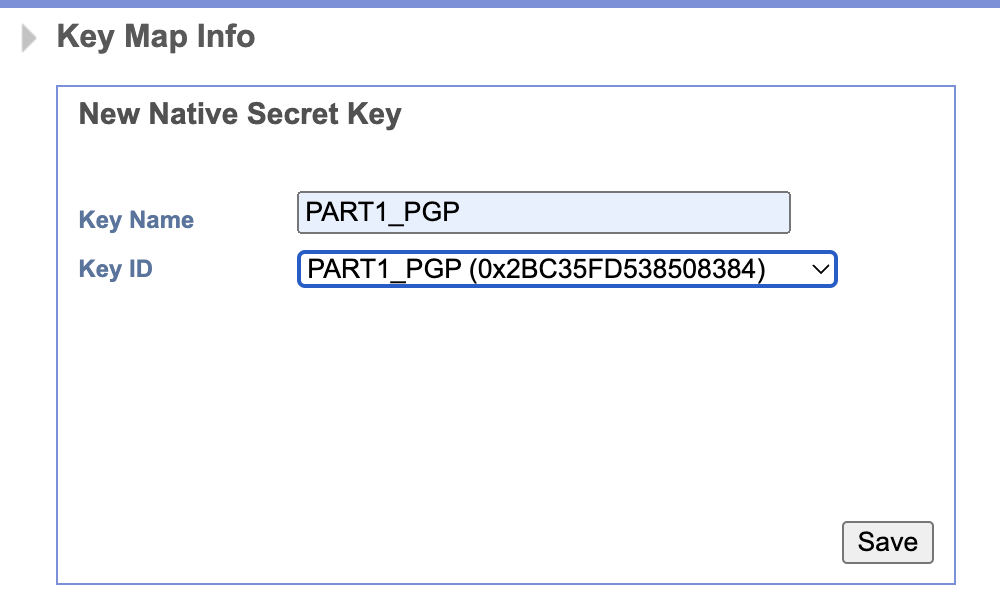 Key Map Info
New Native Secret Key
Key Name PART1_PGP
Key ID PART1_PGP (0x2BC35FD538508384)
Save